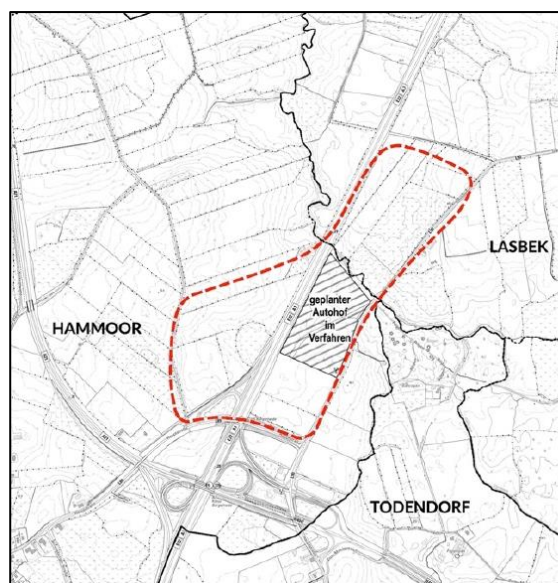 LASBEK
geplanter
Autohof
im
Verfahren
HAMMOOR
TODENDORF